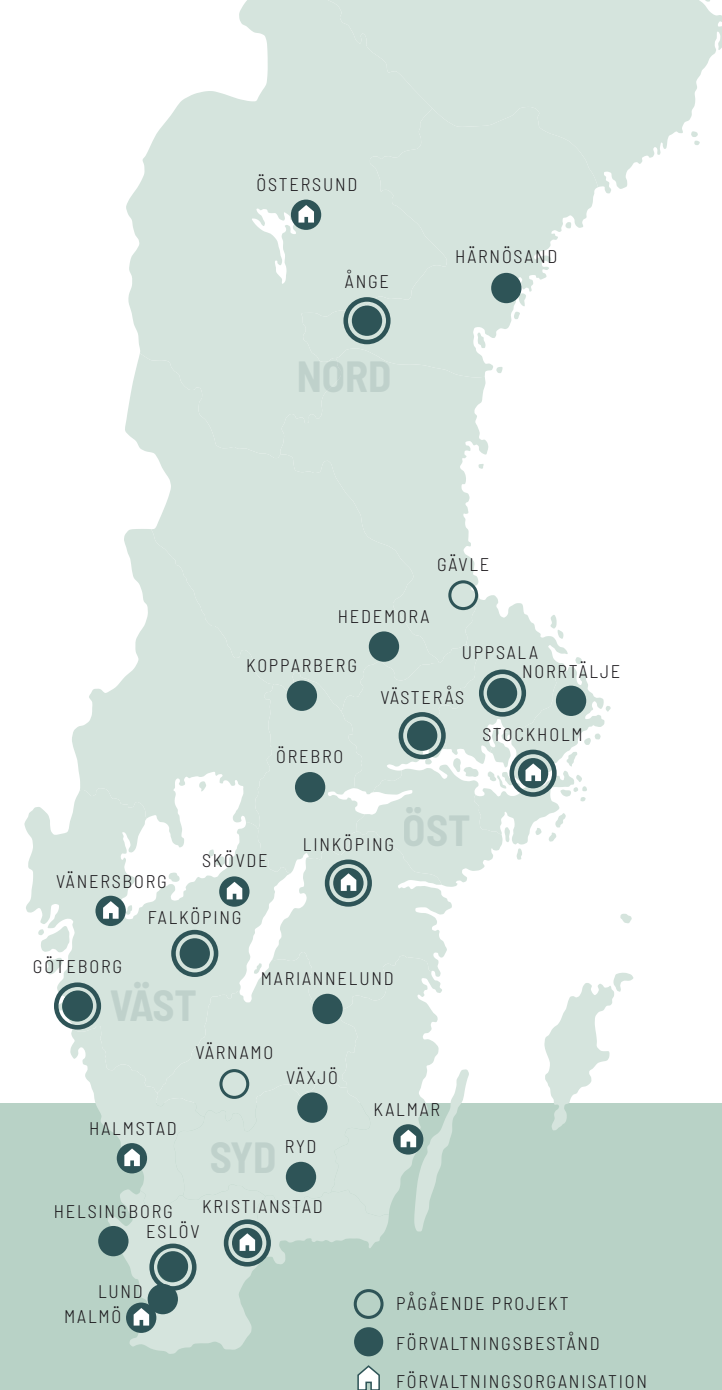 ÖSTERSUND
HÄRNÖSAND
ÅNGE
NORD
GÄVLE
HEDEMORA
UPPSALA
KOPPARBERG
NORRTÄLJE
VÄSTERÅS
STOCKHOLM
ÖREBRO
ÖST
LINKÖPING
SKÖVDE
VÄNERSBORG
FALKÖPING
GÖTEBORG
MARIANNELUND
VÄST
VÄRNAMO
VÄXJÖ
KALMAR
HALMSTAD
RYD
SYD
KRISTIANSTAD
HELSINGBORG
ESLÖV
LUND
MALMÖ
PÅGÅENDE PROJEKT
FÖRVALTNINGSBESTÅND
FÖRVALTNINGSORGANISATION